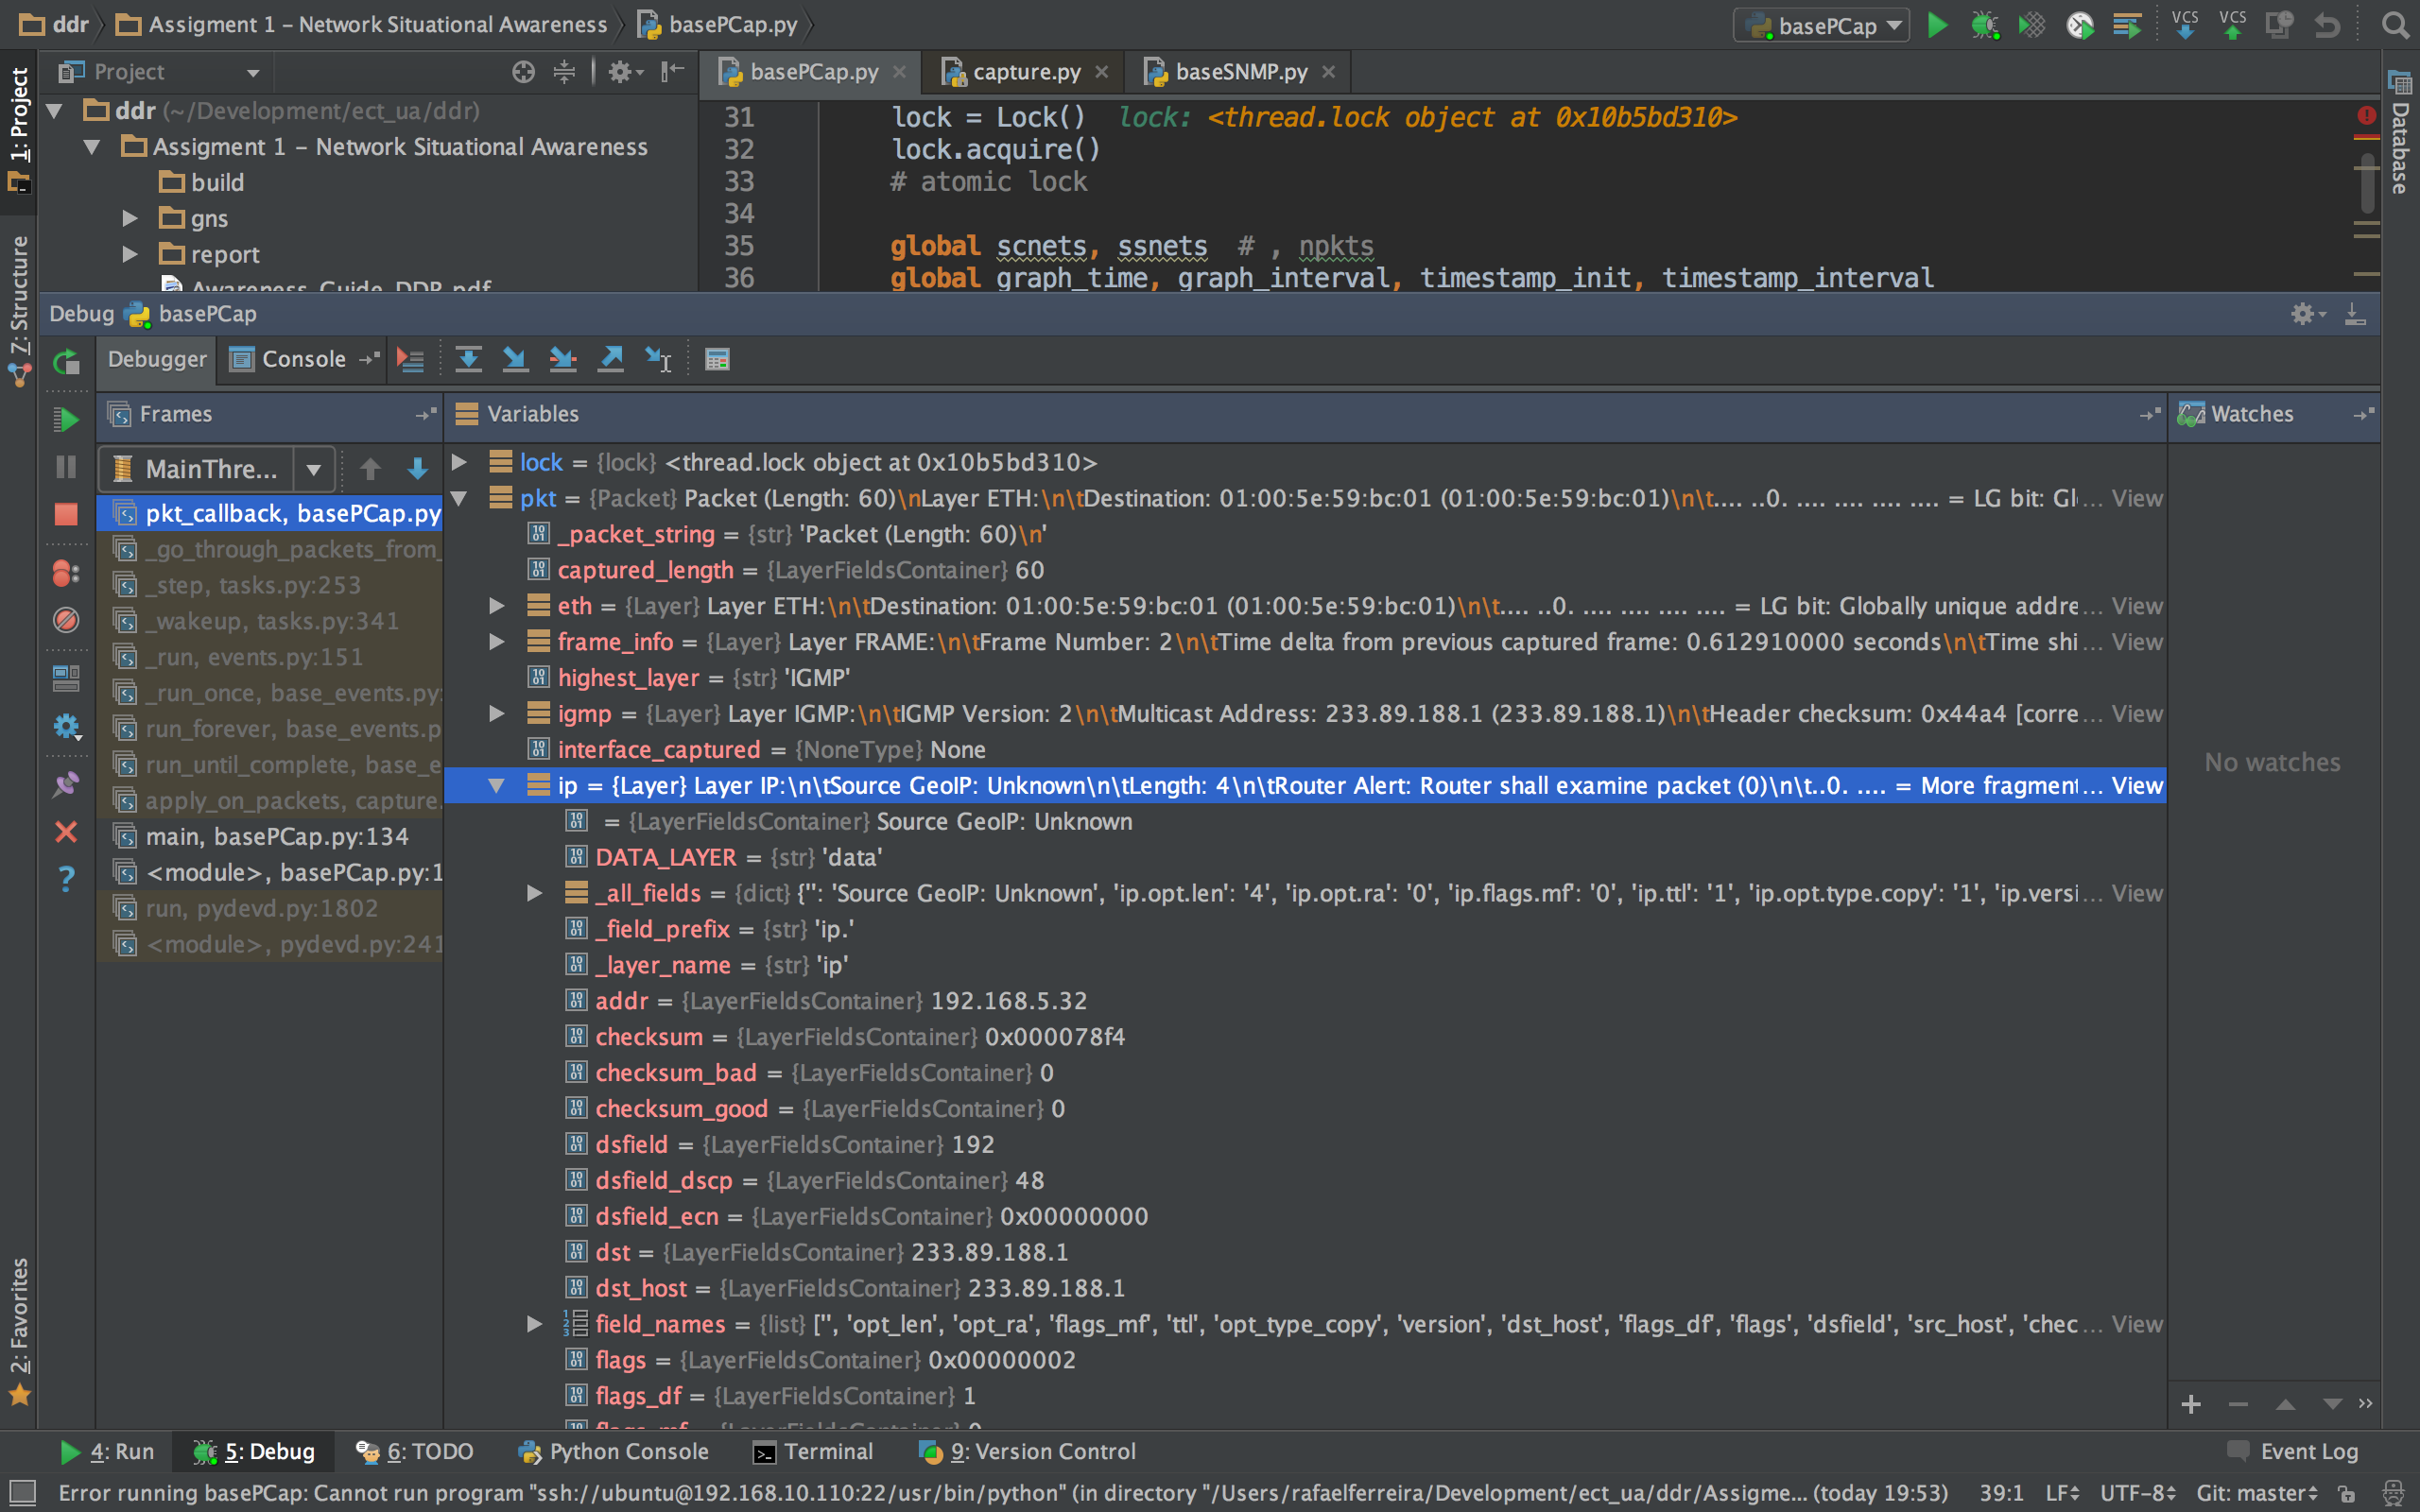 ddr Assigment 1 – Network Situational Awareness basePCap.py
basePCap
VCS VCS
1: Project
7: Structure
2: Favorites
Project
ddr (~/Development/ect_ua/ddr)
Assigment 1 – Network Situational Awareness
build
gns
report
Awareness_Guide_DDR.pdf
basePCap.py capture.py baseSNMP.py
31 lock = Lock() lock: <thread.lock object at 0x10b5bd310>
32 lock.acquire()
33 # atomic lock
34
35 global scnets, ssnets # , npkts
36 global graph_time, graph_interval, timestamp_init, timestamp_interval
Database
Debug basePCap
Debugger Console
Frames
MainThre...
pkt_callback, basePCap.py
_go_through_packets_from_
_step, tasks.py:253
_wakeup, tasks.py:341
_run, events.py:151
_run_once, base_events.py:
run_forever, base_events.p
run_until_complete, base_e
apply_on_packets, capture.
main, basePCap.py:134
<module>, basePCap.py:1
run, pydevd.py:1802
<module>, pydevd.py:241
Variables
lock = {lock} <thread.lock object at 0x10b5bd310>
pkt = {Packet} Packet (Length: 60)\nLayer ETH:\n\tDestination: 01:00:5e:59:bc:01 (01:00:5e:59:bc:01)\n\t.... ..0. .... .... .... .... = LG bit: Gl... View
_packet_string = {str} 'Packet (Length: 60)\n'
captured_length = {LayerFieldsContainer} 60
eth = {Layer} Layer ETH:\n\tDestination: 01:00:5e:59:bc:01 (01:00:5e:59:bc:01)\n\t.... ..0. .... .... .... .... = LG bit: Globally unique addre... View
frame_info = {Layer} Layer FRAME:\n\tFrame Number: 2\n\tTime delta from previous captured frame: 0.612910000 seconds\n\tTime shi... View
highest_layer = {str} 'IGMP'
igmp = {Layer} Layer IGMP:\n\tIGMP Version: 2\n\tMulticast Address: 233.89.188.1 (233.89.188.1)\n\tHeader checksum: 0x44a4 [corre... View
interface_captured = {NoneType} None
ip = {Layer} Layer IP:\n\tSource GeoIP: Unknown\n\tLength: 4\n\tRouter Alert: Router shall examine packet (0)\n\t..0. .... = More fragment... View
= {LayerFieldsContainer} Source GeoIP: Unknown
DATA_LAYER = {str} 'data'
_all_fields = {dict} {'': 'Source GeoIP: Unknown', 'ip.opt.len': '4', 'ip.opt.ra': '0', 'ip.flags.mf': '0', 'ip.ttl': '1', 'ip.opt.type.copy': '1', 'ip.versi... View
_field_prefix = {str} 'ip.'
_layer_name = {str} 'ip'
addr = {LayerFieldsContainer} 192.168.5.32
checksum = {LayerFieldsContainer} 0x000078f4
checksum_bad = {LayerFieldsContainer} 0
checksum_good = {LayerFieldsContainer} 0
dsfield = {LayerFieldsContainer} 192
dsfield_dscp = {LayerFieldsContainer} 48
dsfield_ecn = {LayerFieldsContainer} 0x00000000
dst = {LayerFieldsContainer} 233.89.188.1
dst_host = {LayerFieldsContainer} 233.89.188.1
field_names = {list} ['', 'opt_len', 'opt_ra', 'flags_mf', 'ttl', 'opt_type_copy', 'version', 'dst_host', 'flags_df', 'flags', 'dsfield', 'src_host', 'chec... View
flags = {LayerFieldsContainer} 0x00000002
flags_df = {LayerFieldsContainer} 1
flags_mf = {LayerFieldsContainer} 0
Watches
No watches
4: Run 5: Debug 6: TODO Python Console Terminal 9: Version Control Event Log
Error running basePCap: Cannot run program "ssh://ubuntu@192.168.10.110:22/usr/bin/python" (in directory "/Users/rafaelferreira/Development/ect_ua/ddr/Assigme... (today 19:53) 39:1 LF UTF-8 Git: master